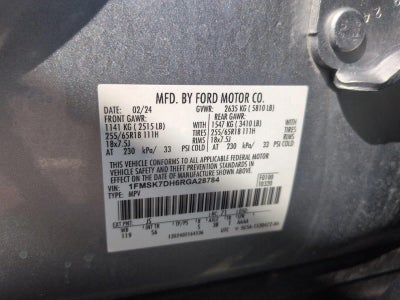 MFD. BY FORD MOTOR CO.
DATE: 02/24 GVWR: 2635 KG (5810 LB)
FRONT GAWR: REAR GAWR:
1141 KG (2515 LB) WITH 1547 KG (3410 LB) WITH
255/65R18 111H TIRES 255/65R18 111H TIRES
18x7.5J RIMS 18x7.5J RIMS
AT 230 kPa/ 33 PSI COLD AT 230 kPa/ 33 PSI COLD
THIS VEHICLE CONFORMS TO ALL APPLICABLE FEDERAL MOTOR
VEHICLE SAFETY AND THEFT PREVENTION STANDARDS IN EFFECT
ON THE DATE OF MANUFACTURE SHOWN ABOVE.
VIN: 1FMSK7DH6RGA28784
TYPE: MPV